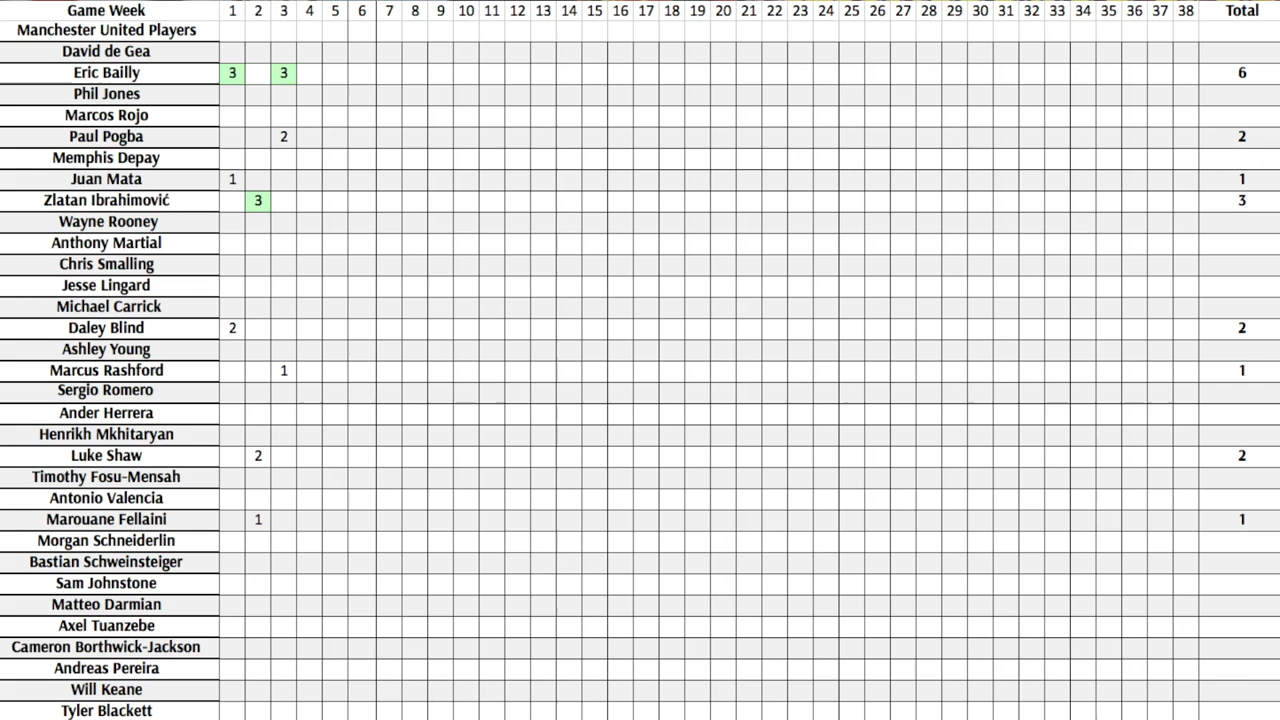 Game Week 1 2 3 4 5 6 7 8 9 10 11 12 13 14 15 16 17 18 19 20 21 22 23 24 25 26 27 28 29 30 31 32 33 34 35 36 37 38 Total
Manchester United Players
David de Gea
Eric Bailly 3 3 6
Phil Jones
Marcos Rojo
Paul Pogba 2 2
Memphis Depay
Juan Mata 1 1
Zlatan Ibrahimović 3 3
Wayne Rooney
Anthony Martial
Chris Smalling
Jesse Lingard
Michael Carrick
Daley Blind 2 2
Ashley Young
Marcus Rashford 1 1
Sergio Romero
Ander Herrera
Henrikh Mkhitaryan
Luke Shaw 2 2
Timothy Fosu-Mensah
Antonio Valencia
Marouane Fellaini 1 1
Morgan Schneiderlin
Bastian Schweinsteiger
Sam Johnstone
Matteo Darmian
Axel Tuanzebe
Cameron Borthwick-Jackson
Andreas Pereira
Will Keane
Tyler Blackett